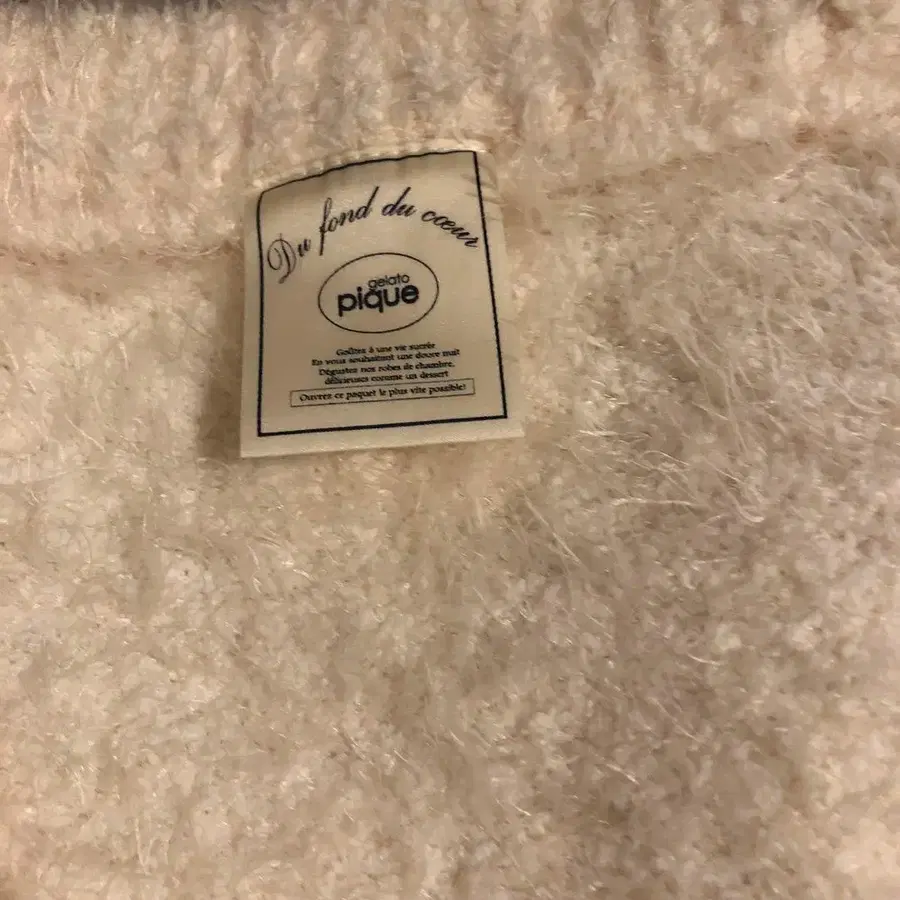 Du fond du cœur
gelato
pique
Goûtez à une vie sucrée
En vous souhaitant une douce nuit
Dégustez nos robes de chambre,
délicieuses comme un dessert
Ouvrez ce paquet le plus vite possible!